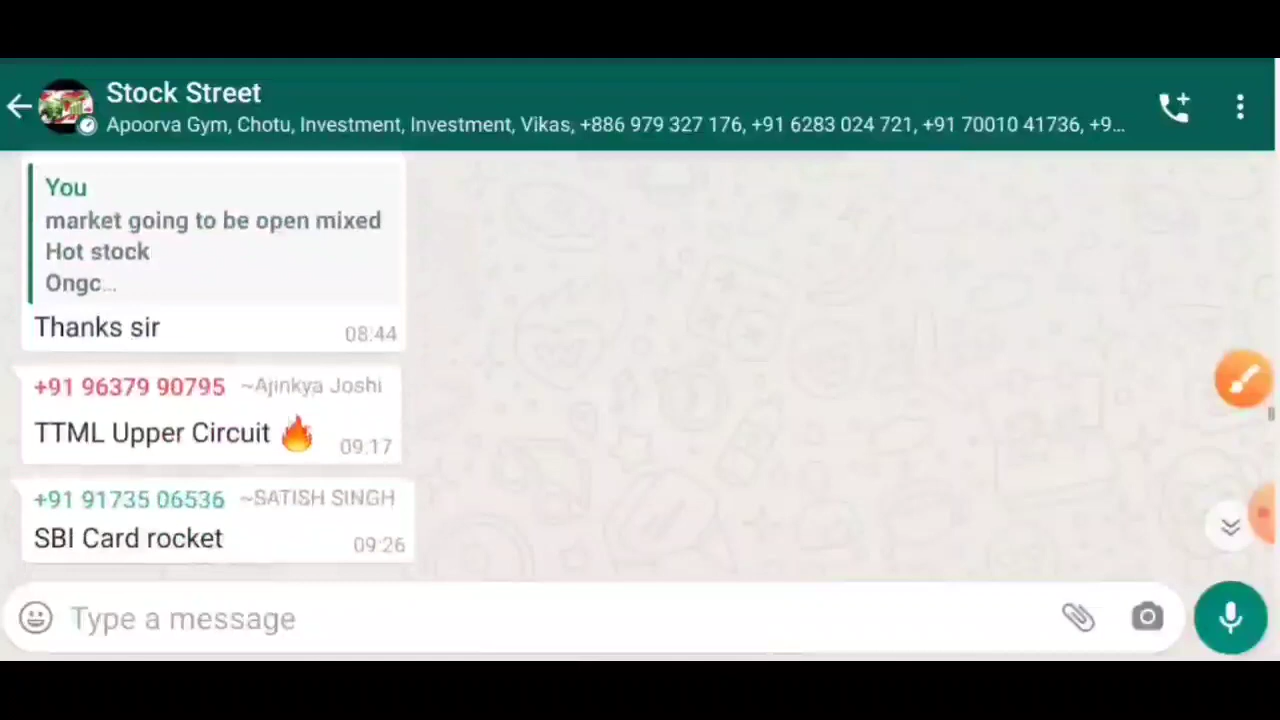 Stock Street
Apoorva Gym, Chotu, Investment, Investment, Vikas, +886 979 327 176, +91 6283 024 721, +91 70010 41736, +9...
You
market going to be open mixed
Hot stock
Ongc...
Thanks sir
08:44
+91 96379 90795 ~Ajinkya Joshi
TTML Upper Circuit 🔥
09:17
+91 91735 06536 ~SATISH SINGH
SBI Card rocket
09:26
Type a message